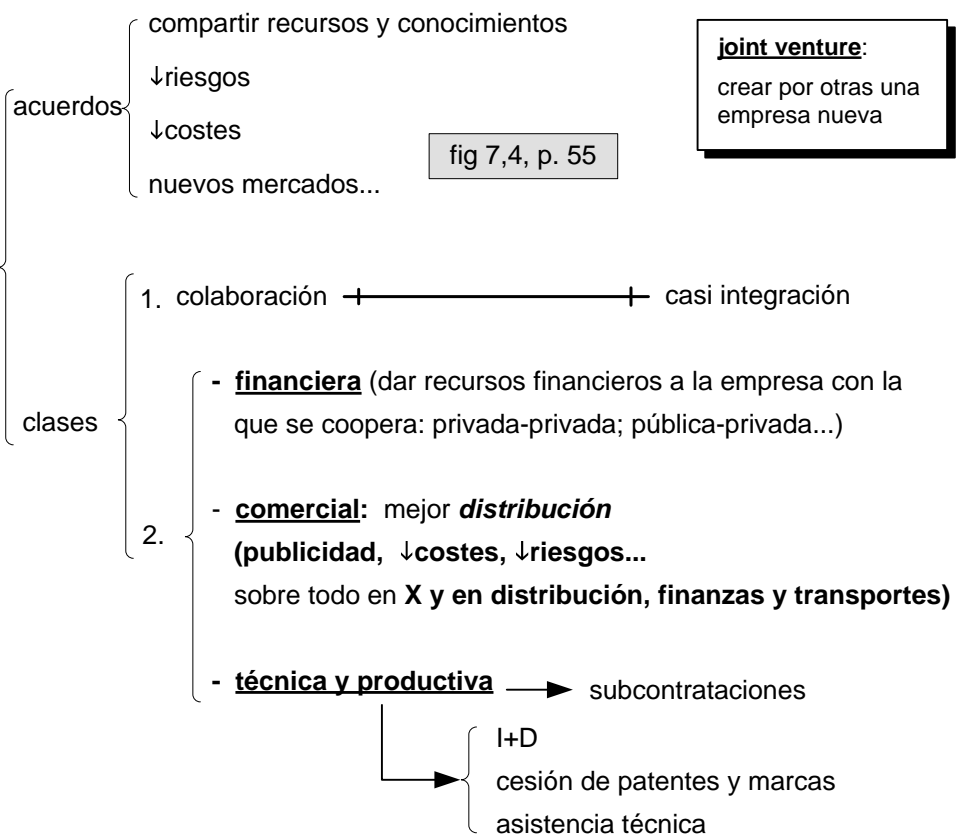 compartir recursos y conocimientos
joint venture:
crear por otras una
empresa nueva
acuerdos
↓riesgos
↓costes
fig 7,4, p. 55
nuevos mercados...
clases
1. colaboración
casi integración
2.
- financiera (dar recursos financieros a la empresa con la
que se coopera: privada-privada; pública-privada...)
- comercial: mejor distribución
(publicidad, ↓costes, ↓riesgos...
sobre todo en X y en distribución, finanzas y transportes)
- técnica y productiva
subcontrataciones
I+D
cesión de patentes y marcas
asistencia técnica